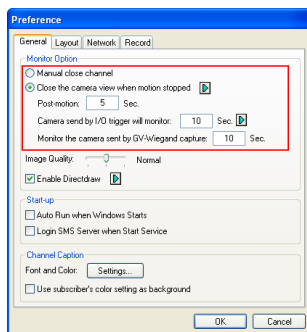 Preference
General Layout Network Record
Monitor Option
Manual close channel
Close the camera view when motion stopped
Post-motion: 5 Sec.
Camera send by I/O trigger will monitor: 10 Sec.
Monitor the camera sent by GV-Wiegand capture: 10 Sec.
Image Quality: Normal
Enable Directdraw
Start-up
Auto Run when Windows Starts
Login SMS Server when Start Service
Channel Caption
Font and Color: Settings...
Use subscriber's color setting as background
OK Cancel